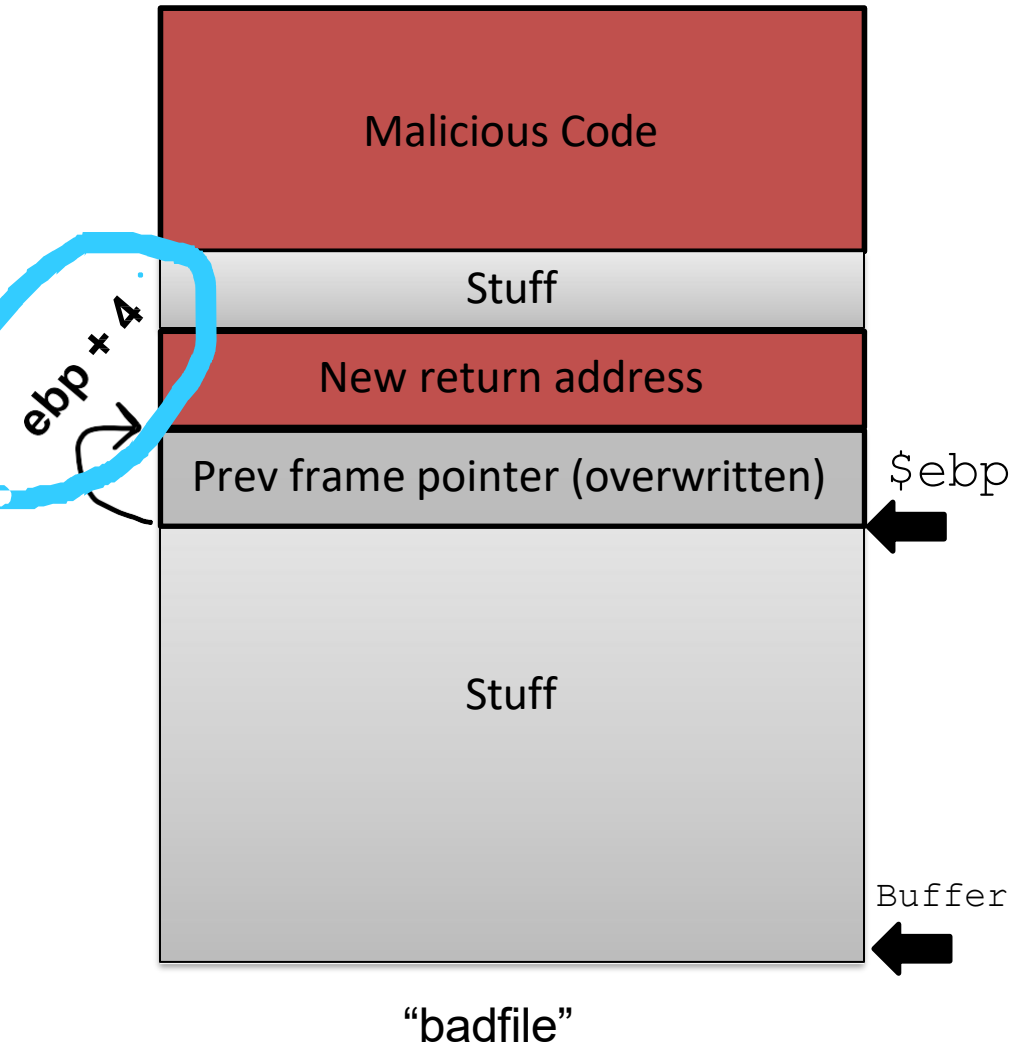 Malicious Code
Stuff
ebp + 4
New return address
Prev frame pointer (overwritten)
$ebp
Stuff
Buffer
“badfile”